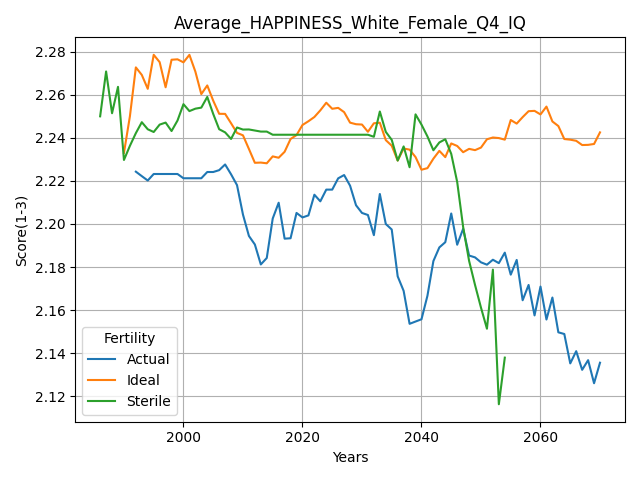 Average_HAPPINESS_White_Female_Q4_IQ
2.28
2.26
2.24
2.22
2.20
2.18
2.16
2.14
2.12
Score(1-3)
Fertility
Actual
Ideal
Sterile
2000 2020 2040 2060
Years